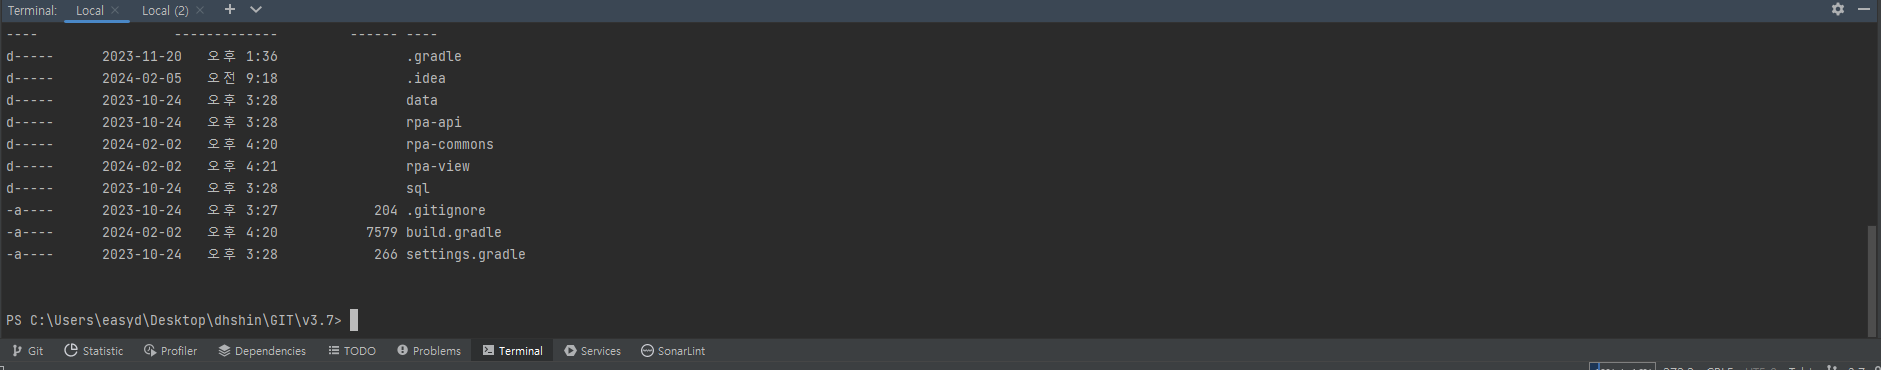 Terminal: Local Local (2)
---- ------------- ------ ----
d----- 2023-11-20 오후 1:36 .gradle
d----- 2024-02-05 오전 9:18 .idea
d----- 2023-10-24 오후 3:28 data
d----- 2023-10-24 오후 3:28 rpa-api
d----- 2024-02-02 오후 4:20 rpa-commons
d----- 2024-02-02 오후 4:21 rpa-view
d----- 2023-10-24 오후 3:28 sql
-a---- 2023-10-24 오후 3:27 204 .gitignore
-a---- 2024-02-02 오후 4:20 7579 build.gradle
-a---- 2023-10-24 오후 3:28 266 settings.gradle
PS C:\Users\easyd\Desktop\dhshin\GIT\v3.7>
Git Statistic Profiler Dependencies TODO Problems Terminal Services SonarLint